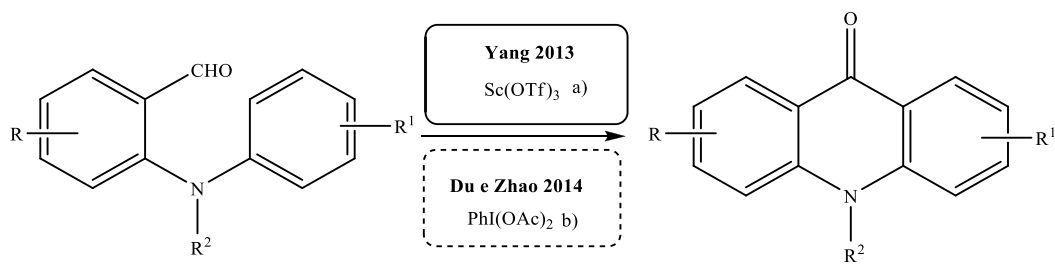 CHO
R
N
R²
R¹
Yang 2013
Sc(OTf)₃ a)
Du e Zhao 2014
PhI(OAc)₂ b)
O
R
N
R²
R¹